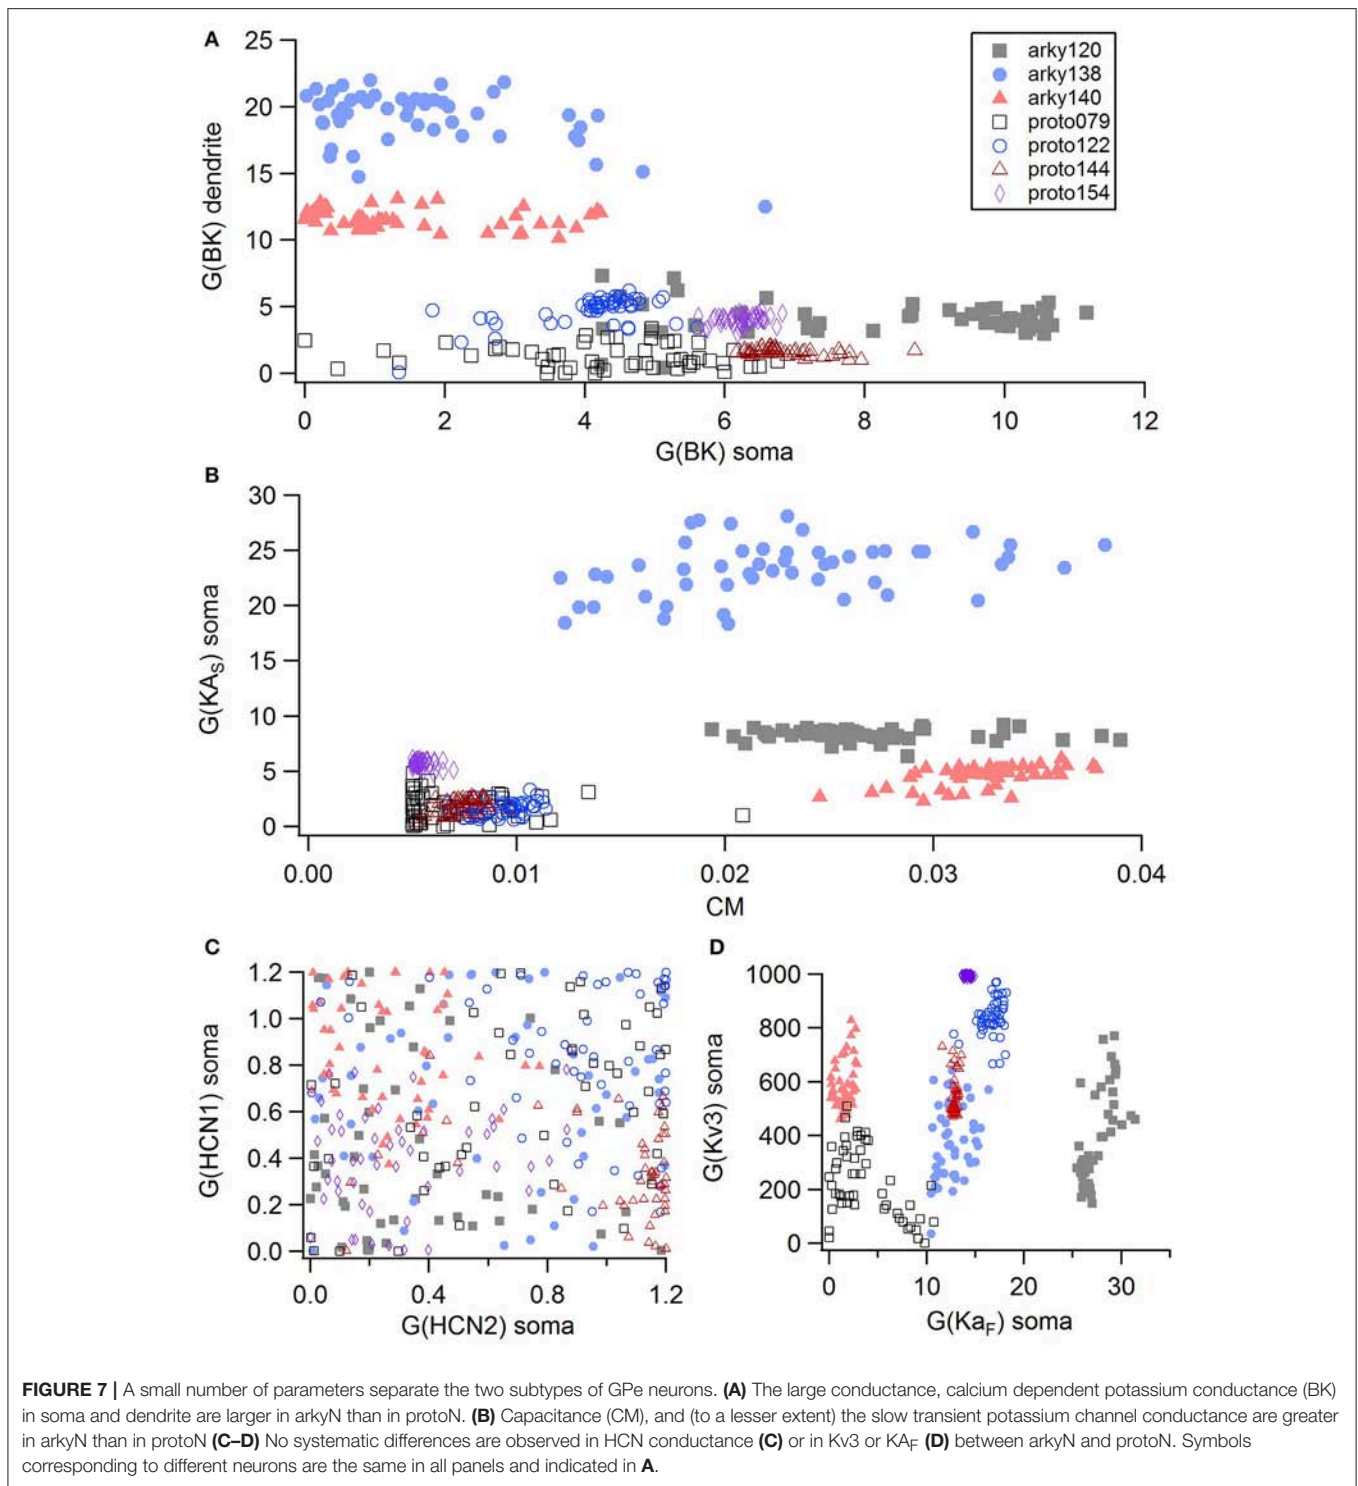 A
25
20
15
10
5
0
G(BK) dendrite
0 2 4 6 8 10 12
G(BK) soma
arky120
arky138
arky140
proto079
proto122
proto144
proto154
B
30
25
20
15
10
5
0
G(KAS) soma
0.00 0.01 0.02 0.03 0.04
CM
C
1.2
1.0
0.8
0.6
0.4
0.2
0.0
G(HCN1) soma
0.0 0.4 0.8 1.2
G(HCN2) soma
D
1000
800
600
400
200
0
G(Kv3) soma
0 10 20 30
G(KaF) soma
FIGURE 7 | A small number of parameters separate the two subtypes of GPe neurons. (A) The large conductance, calcium dependent potassium conductance (BK)
in soma and dendrite are larger in arkyN than in protoN. (B) Capacitance (CM), and (to a lesser extent) the slow transient potassium channel conductance are greater
in arkyN than in protoN (C–D) No systematic differences are observed in HCN conductance (C) or in Kv3 or KAF (D) between arkyN and protoN. Symbols
corresponding to different neurons are the same in all panels and indicated in A.